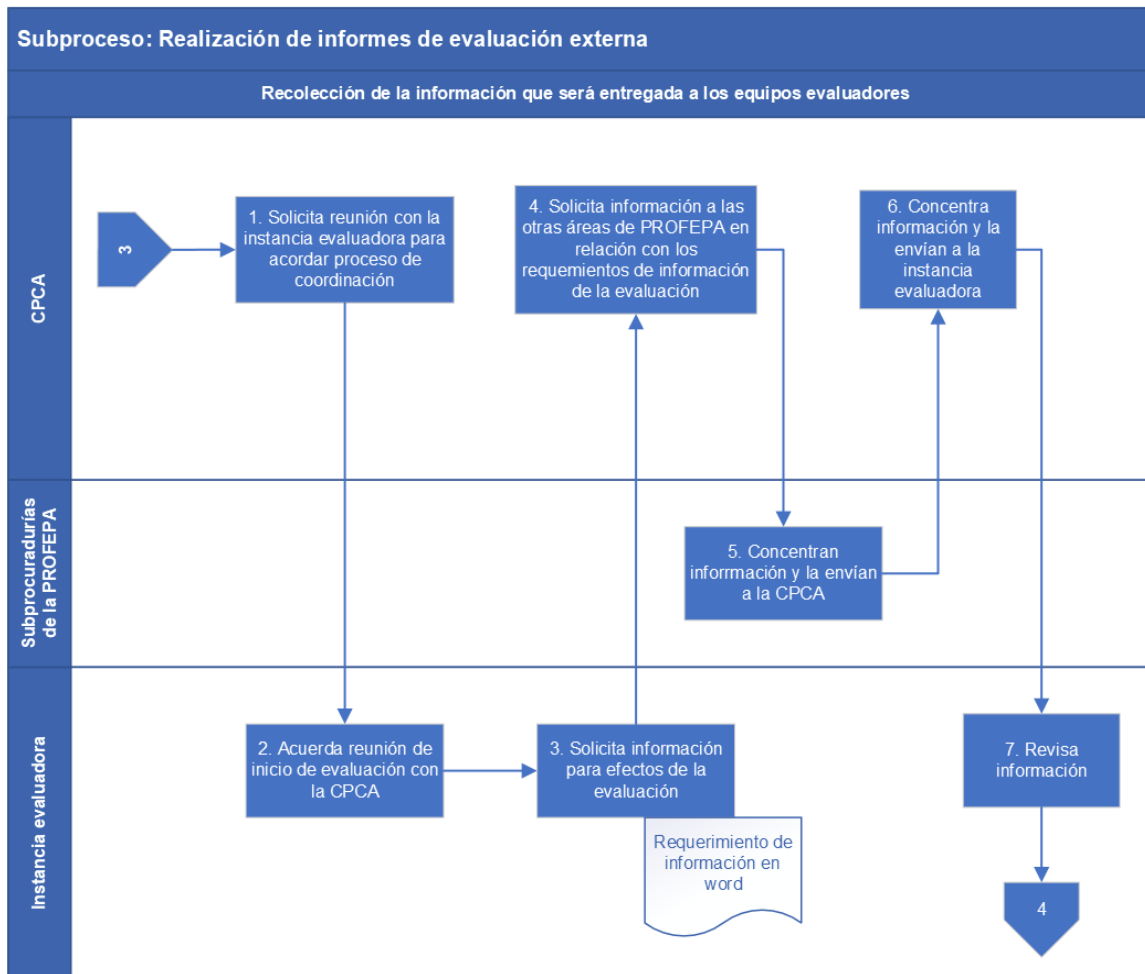 Subproceso: Realización de informes de evaluación externa
Recolección de la información que será entregada a los equipos evaluadores
CPCA
3
1. Solicita reunión con la
instancia evaluadora para
acordar proceso de
coordinación
4. Solicita información a las
otras áreas de PROFEPA en
relación con los
requemientos de información
de la evaluación
6. Concentra
información y la
envían a la
instancia
evaluadora
Subprocuradurías
de la PROFEPA
5. Concentran
inforrmación y la envían
a la CPCA
Instancia evaluadora
2. Acuerda reunión de
inicio de evaluación con
la CPCA
3. Solicita información
para efectos de la
evaluación
Requerimiento de
información en
word
7. Revisa
información
4